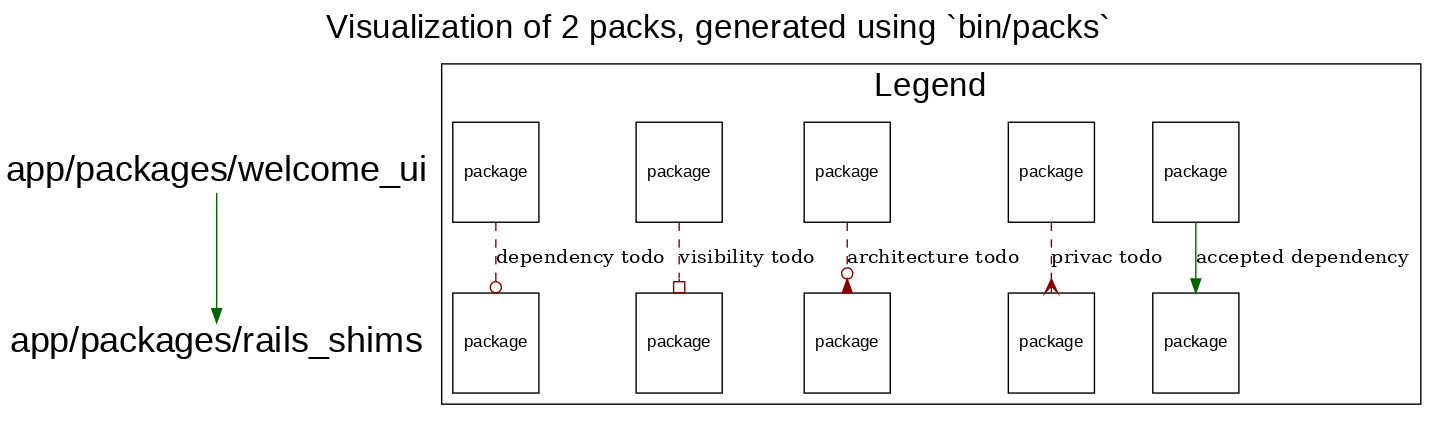 Visualization of 2 packs, generated using `bin/packs`
Legend
app/packages/welcome_ui
package
package
package
package
package
dependency todo
visibility todo
architecture todo
privac todo
accepted dependency
app/packages/rails_shims
package
package
package
package
package